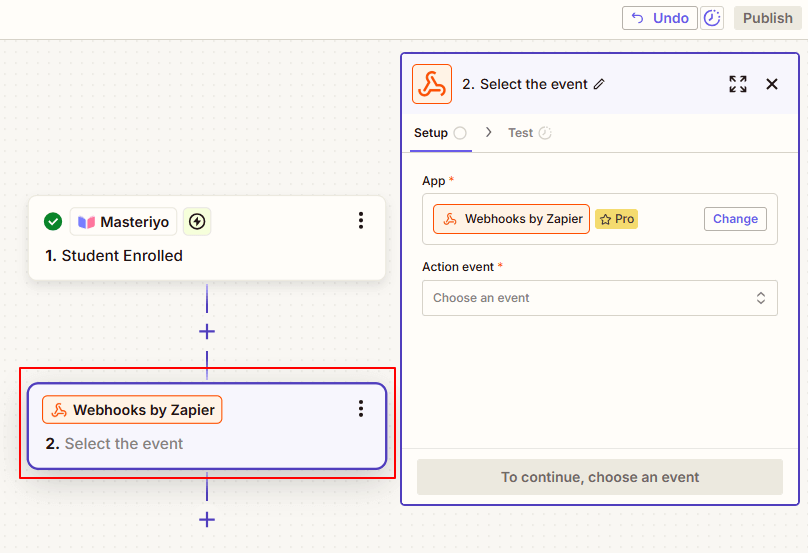 Undo
Publish
2. Select the event
Setup
Test
App *
Webhooks by Zapier
Pro
Change
Action event *
Choose an event
To continue, choose an event
Masteriyo
1. Student Enrolled
Webhooks by Zapier
2. Select the event